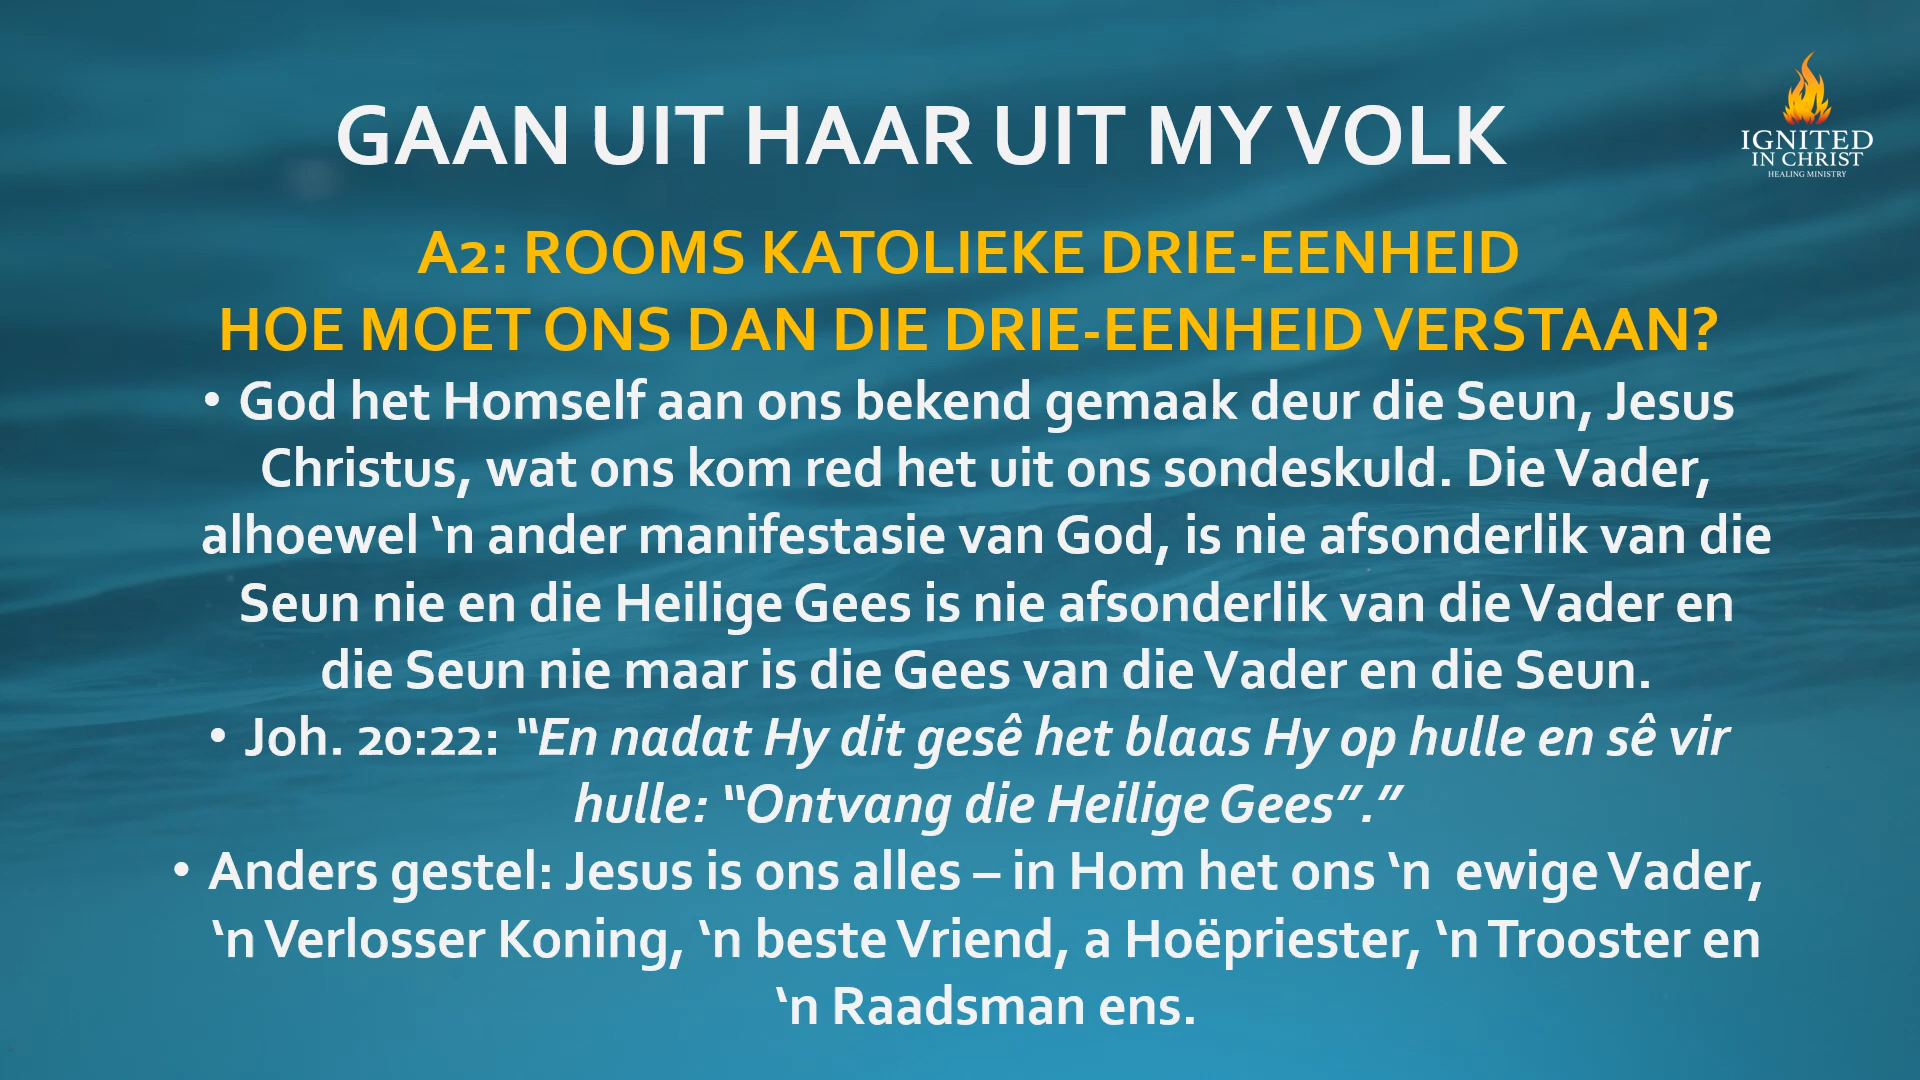 GAAN UIT HAAR UIT MY VOLK
IGNITED
IN CHRIST
HEALING MINISTRY
A2: ROOMS KATOLIEKE DRIE-EENHEID
HOE MOET ONS DAN DIE DRIE-EENHEID VERSTAAN?
• God het Homself aan ons bekend gemaak deur die Seun, Jesus
Christus, wat ons kom red het uit ons sondeskuld. Die Vader,
alhoewel ‘n ander manifestasie van God, is nie afsonderlik van die
Seun nie en die Heilige Gees is nie afsonderlik van die Vader en
die Seun nie maar is die Gees van die Vader en die Seun.
• Joh. 20:22: “En nadat Hy dit gesê het blaas Hy op hulle en sê vir
hulle: “Ontvang die Heilige Gees”.”
• Anders gestel: Jesus is ons alles – in Hom het ons ‘n  ewige Vader,
‘n Verlosser Koning, ‘n beste Vriend, a Hoëpriester, ‘n Trooster en
‘n Raadsman ens.